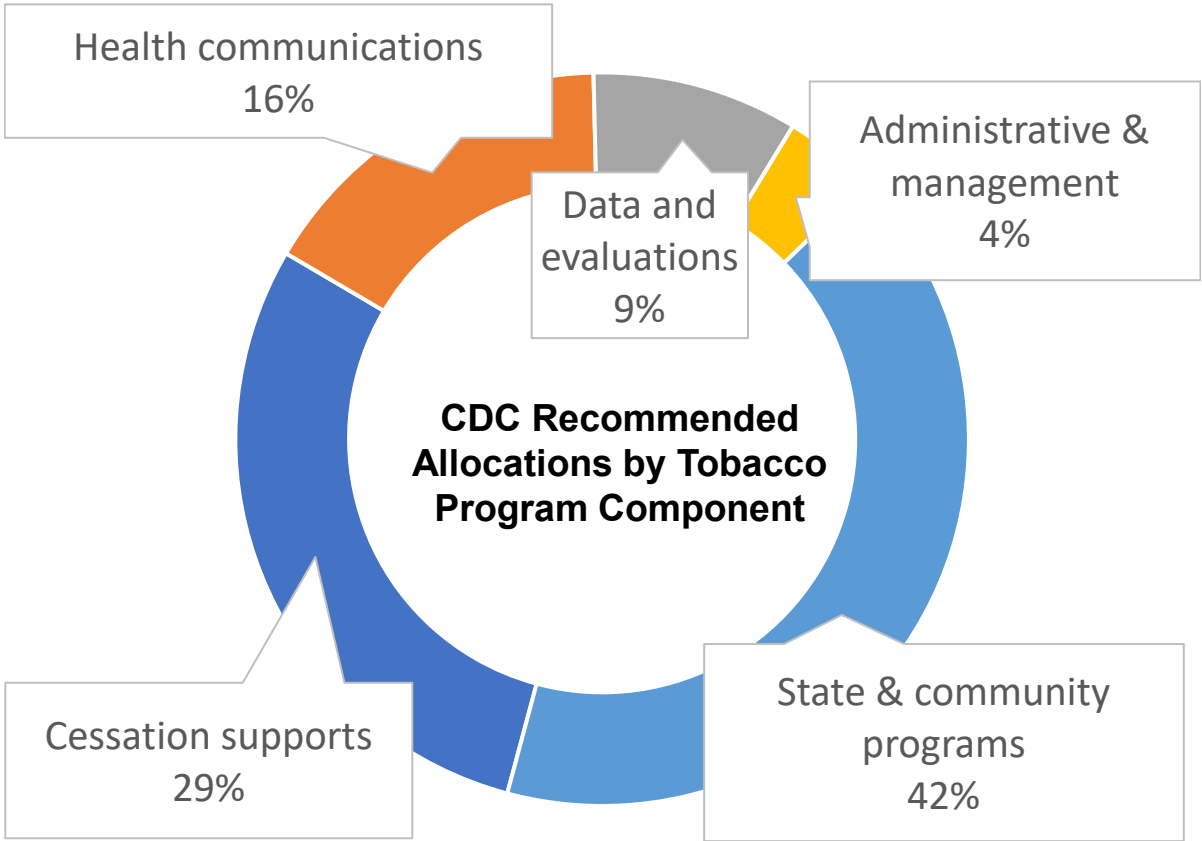 Health communications
16%
Administrative &
management
4%
Data and
evaluations
9%
CDC Recommended
Allocations by Tobacco
Program Component
Cessation supports
29%
State & community
programs
42%